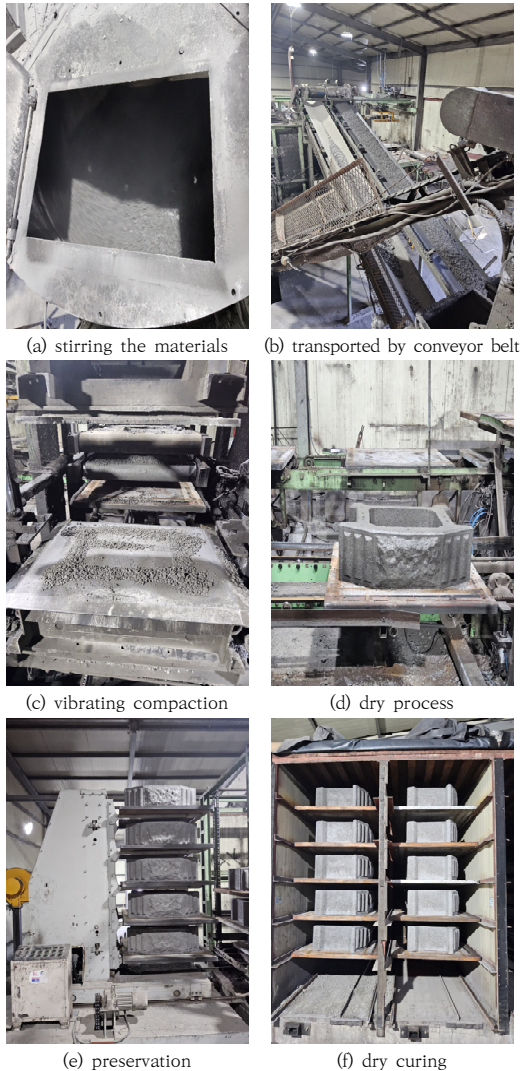 (a) stirring the materials
(b) transported by conveyor belt
(c) vibrating compaction
(d) dry process
(e) preservation
(f) dry curing